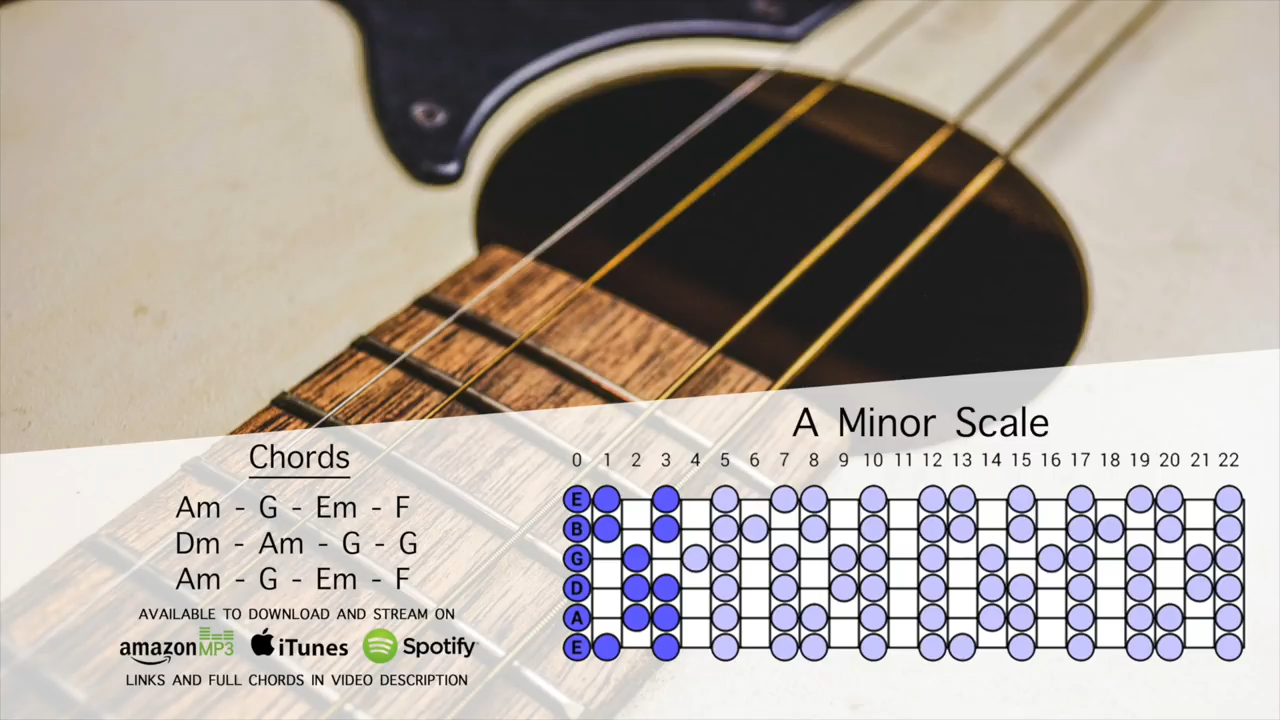 Chords
Am - G - Em - F
Dm - Am - G - G
Am - G - Em - F
AVAILABLE TO DOWNLOAD AND STREAM ON
amazonMP3 iTunes Spotify
LINKS AND FULL CHORDS IN VIDEO DESCRIPTION
A Minor Scale
0 1 2 3 4 5 6 7 8 9 10 11 12 13 14 15 16 17 18 19 20 21 22
E
B
G
D
A
E